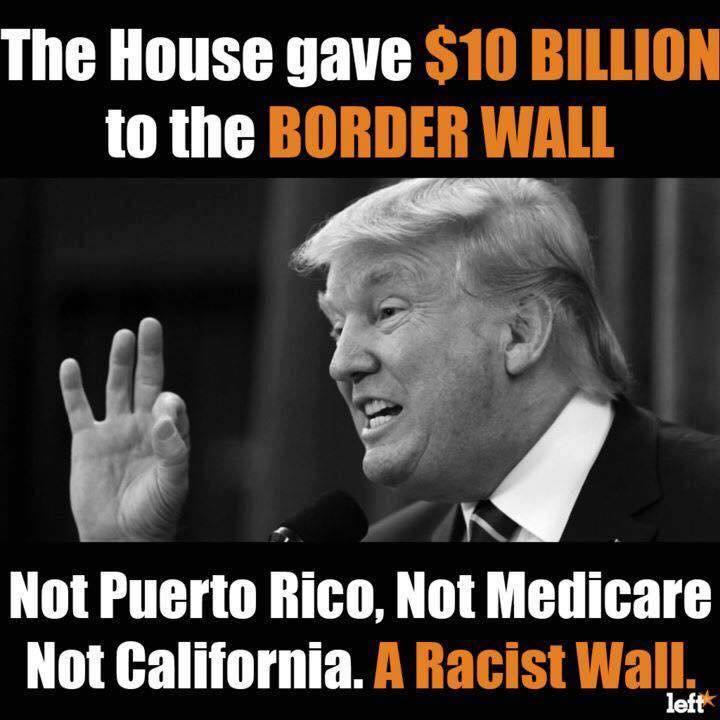 The House gave $10 BILLION
to the BORDER WALL
Not Puerto Rico, Not Medicare
Not California. A Racist Wall.
left